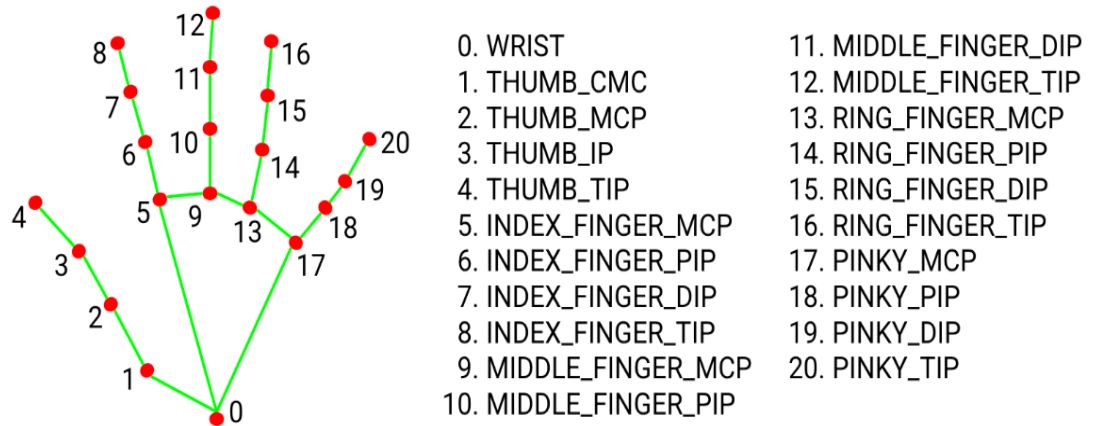 12
8
16
11
7
15
10
6
14
20
4
5
9
13
19
18
3
17
2
1
0
0. WRIST
1. THUMB_CMC
2. THUMB_MCP
3. THUMB_IP
4. THUMB_TIP
5. INDEX_FINGER_MCP
6. INDEX_FINGER_PIP
7. INDEX_FINGER_DIP
8. INDEX_FINGER_TIP
9. MIDDLE_FINGER_MCP
10. MIDDLE_FINGER_PIP
11. MIDDLE_FINGER_DIP
12. MIDDLE_FINGER_TIP
13. RING_FINGER_MCP
14. RING_FINGER_PIP
15. RING_FINGER_DIP
16. RING_FINGER_TIP
17. PINKY_MCP
18. PINKY_PIP
19. PINKY_DIP
20. PINKY_TIP